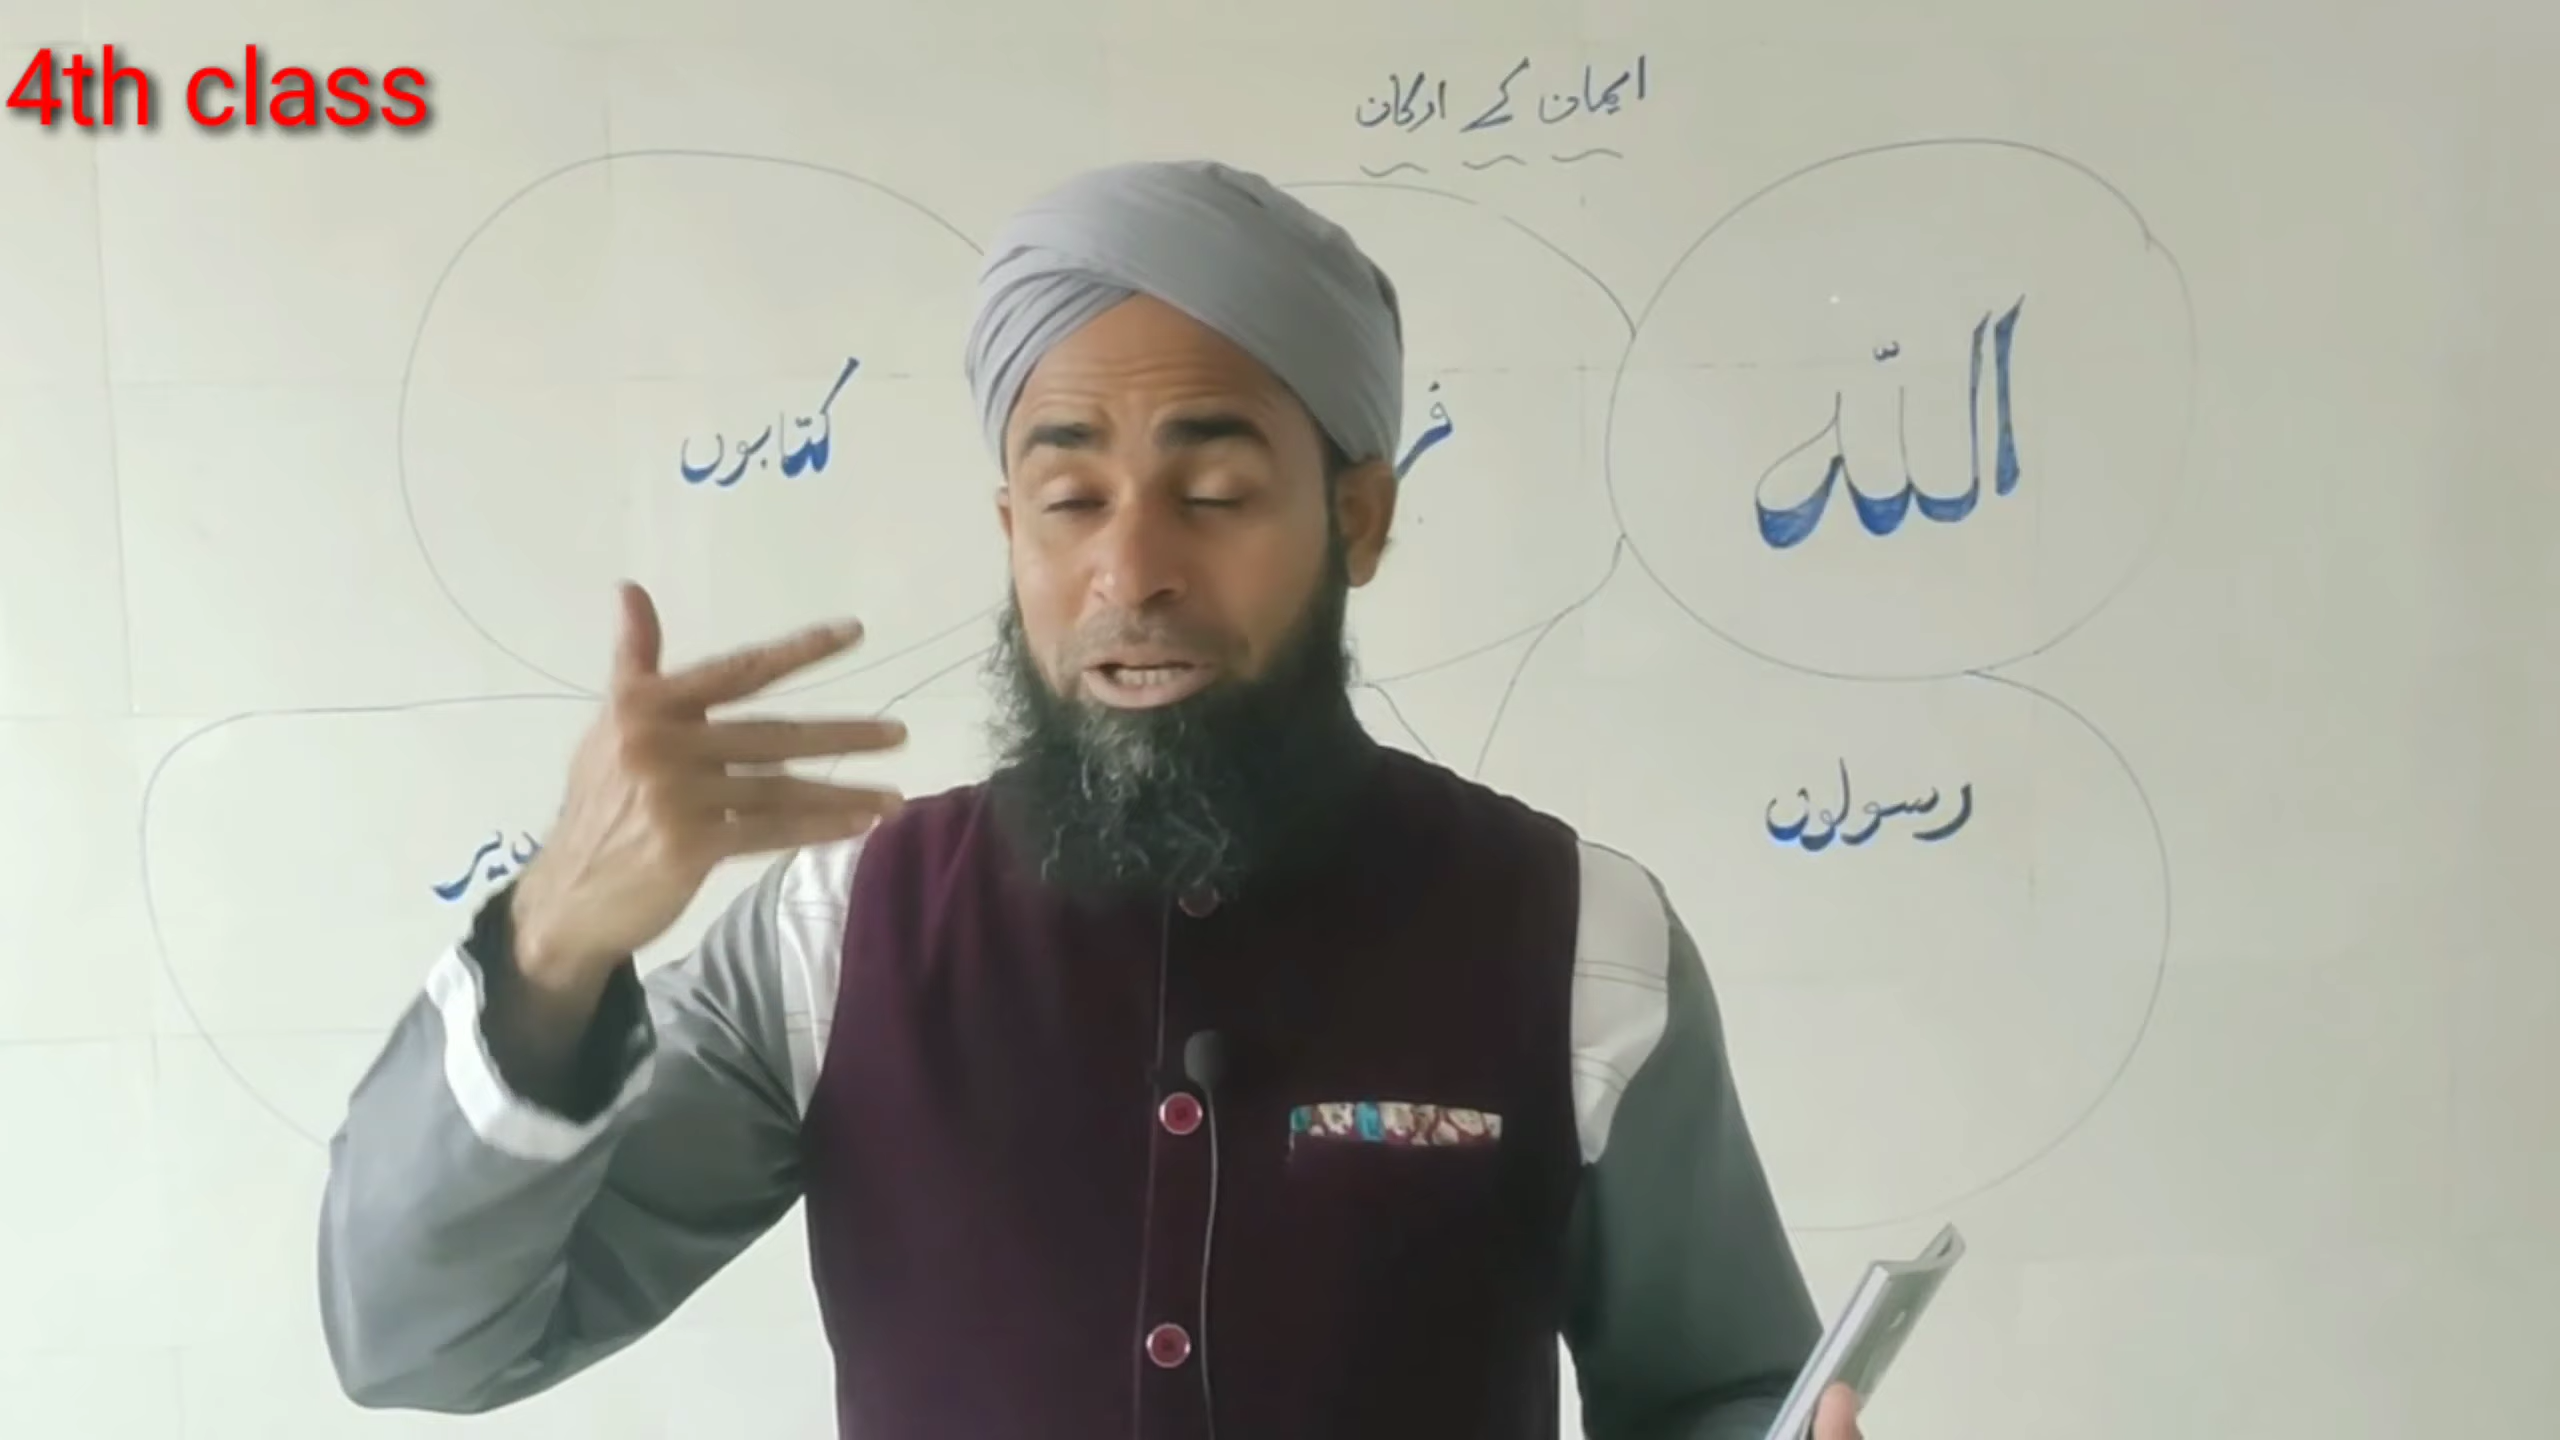 4th class
ایمان کے ارکان
اللّٰہ
کتابوں
رسولوں